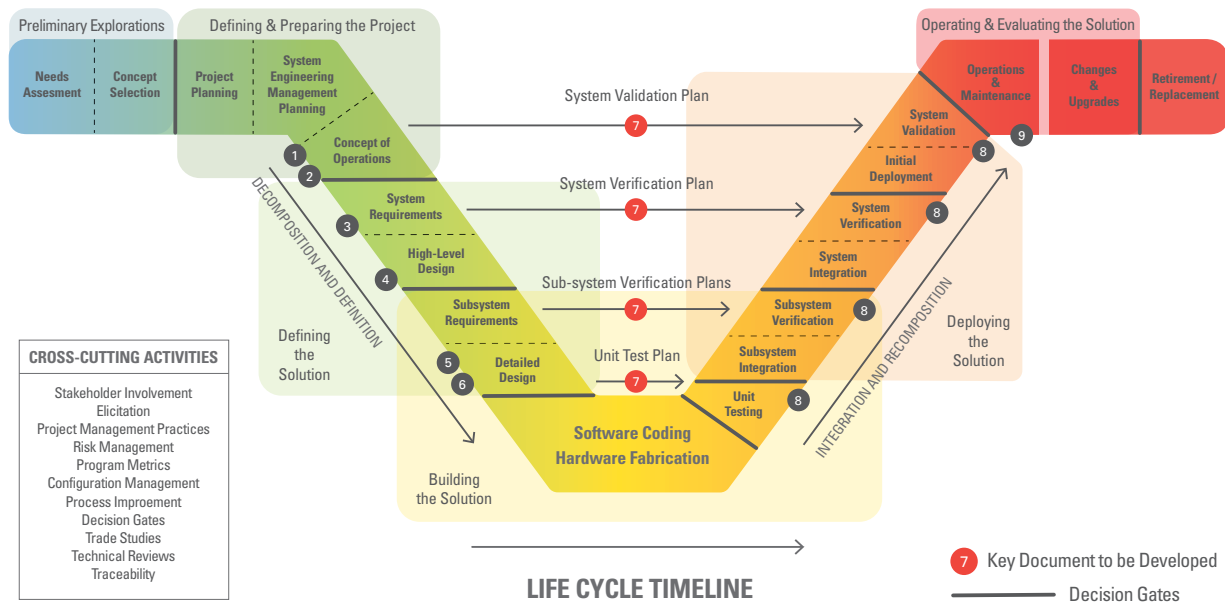 Preliminary Explorations
Defining & Preparing the Project
Operating & Evaluating the Solution
Needs
Assesment
Concept
Selection
Project
Planning
System
Engineering
Management
Planning
Concept of
Operations
1
2
System
Requirements
3
High-Level
Design
4
Subsystem
Requirements
5
6
Detailed
Design
DECOMPOSITION AND DEFINITION
Defining
the
Solution
Building
the Solution
System Validation Plan
7
System Verification Plan
7
Sub-system Verification Plans
7
Unit Test Plan
7
Software Coding
Hardware Fabrication
Unit
Testing
8
Subsystem
Integration
Subsystem
Verification
8
System
Integration
System
Verification
8
Initial
Deployment
System
Validation
8
9
Operations
&
Maintenance
Changes
&
Upgrades
Retirement /
Replacement
INTEGRATION AND RECOMPOSITION
Deploying
the
Solution
CROSS-CUTTING ACTIVITIES
Stakeholder Involvement
Elicitation
Project Management Practices
Risk Management
Program Metrics
Configuration Management
Process Improement
Decision Gates
Trade Studies
Technical Reviews
Traceability
LIFE CYCLE TIMELINE
7 Key Document to be Developed
Decision Gates